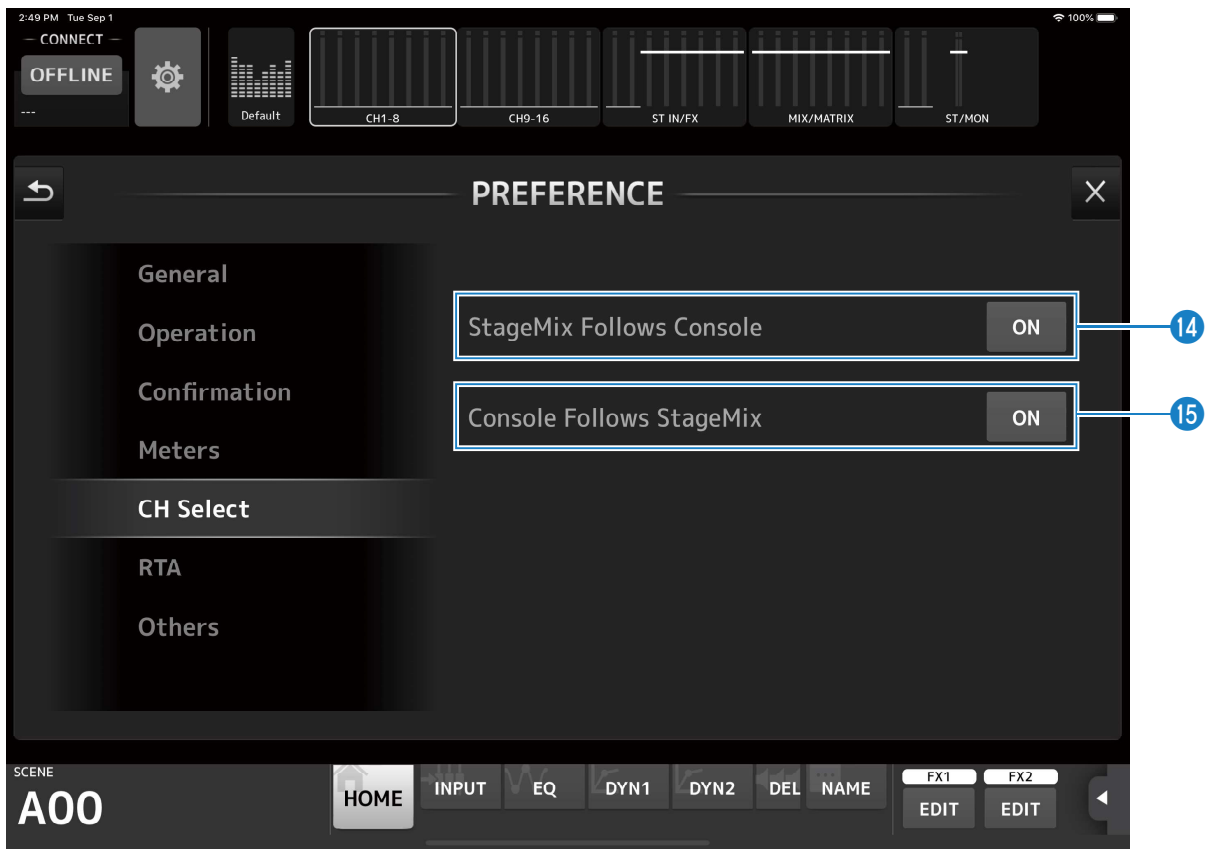 2:49 PM Tue Sep 1
100%
CONNECT
OFFLINE
---
Default
CH1-8
CH9-16
ST IN/FX
MIX/MATRIX
ST/MON
PREFERENCE
General
Operation
Confirmation
Meters
CH Select
RTA
Others
StageMix Follows Console
ON
14
Console Follows StageMix
ON
15
SCENE
A00
HOME
INPUT
EQ
DYN1
DYN2
DEL
NAME
FX1
EDIT
FX2
EDIT